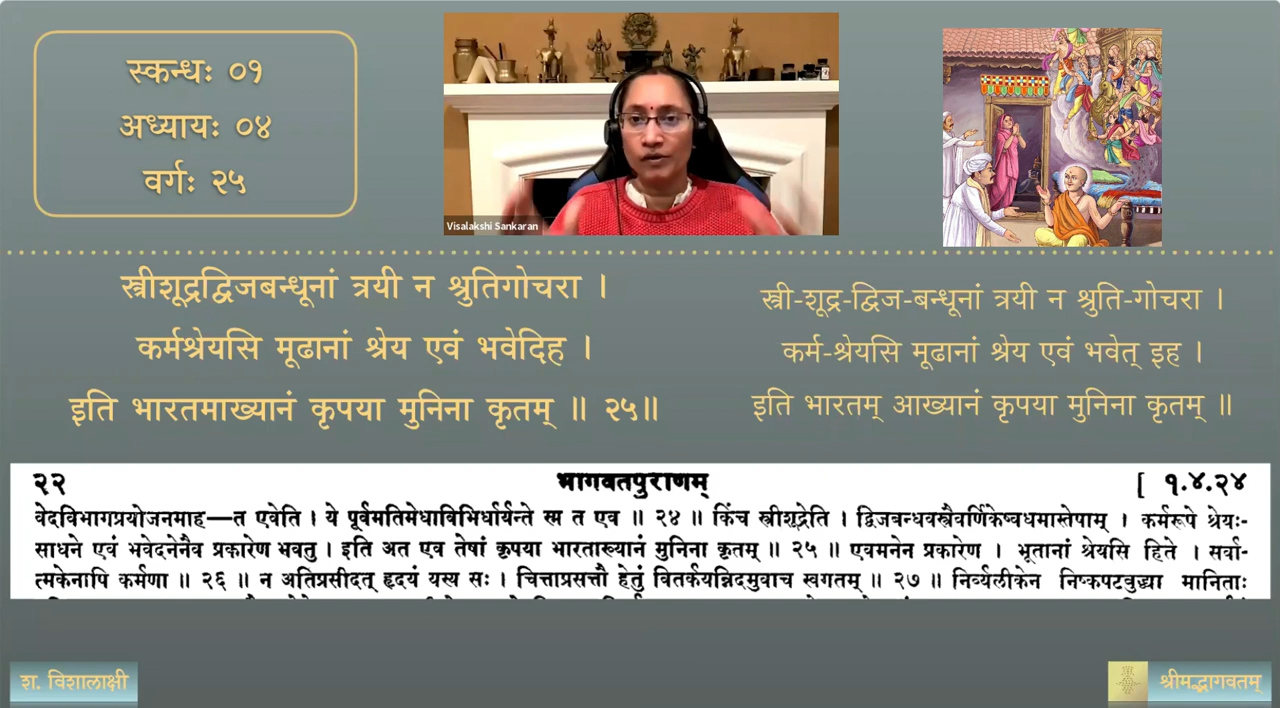 स्कन्धः ०१
अध्यायः ०४
वर्गः २५
Visalakshi Sankaran
स्त्रीशूद्रद्विजबन्धूनां त्रयी न श्रुतिगोचरा ।
कर्मश्रेयसि मूढानां श्रेय एवं भवेदिह ।
इति भारतमाख्यानं कृपया मुनिना कृतम् ॥ २५॥
स्त्री-शूद्र-द्विज-बन्धूनां त्रयी न श्रुति-गोचरा ।
कर्म-श्रेयसि मूढानां श्रेय एवं भवेत् इह ।
इति भारतम् आख्यानं कृपया मुनिना कृतम् ॥
२२ भागवतपुराणम् [ १.४.२४
वेदविभागप्रयोजनमाह—त एवेति । ये पूर्वमतिमेधाविभिर्धार्यन्ते स्म त एव ॥ २४ ॥ किंच स्त्रीशूद्रेति । द्विजबन्धवस्त्रैवर्णिकेष्वधमास्तेषाम् । कर्मरूपे श्रेयः-
साधने एवं भवेदनेनैव प्रकारेण भवतु । इति अत एव तेषां कृपया भारताख्यानं मुनिना कृतम् ॥ २५ ॥ एवमनेन प्रकारेण । भूतानां श्रेयसि हिते । सर्वा-
त्मकेनापि कर्मणा ॥ २६ ॥ न अतिप्रसीदत् हृदयं यस्य सः । चित्ताप्रसत्तौ हेतुं वितर्कयन्निदमुवाच स्वगतम् ॥ २७ ॥ निर्व्यलीकेन निष्कपटवुद्ध्या मानिताः
श. विशालाक्षी
श्रीमद्भागवतम्